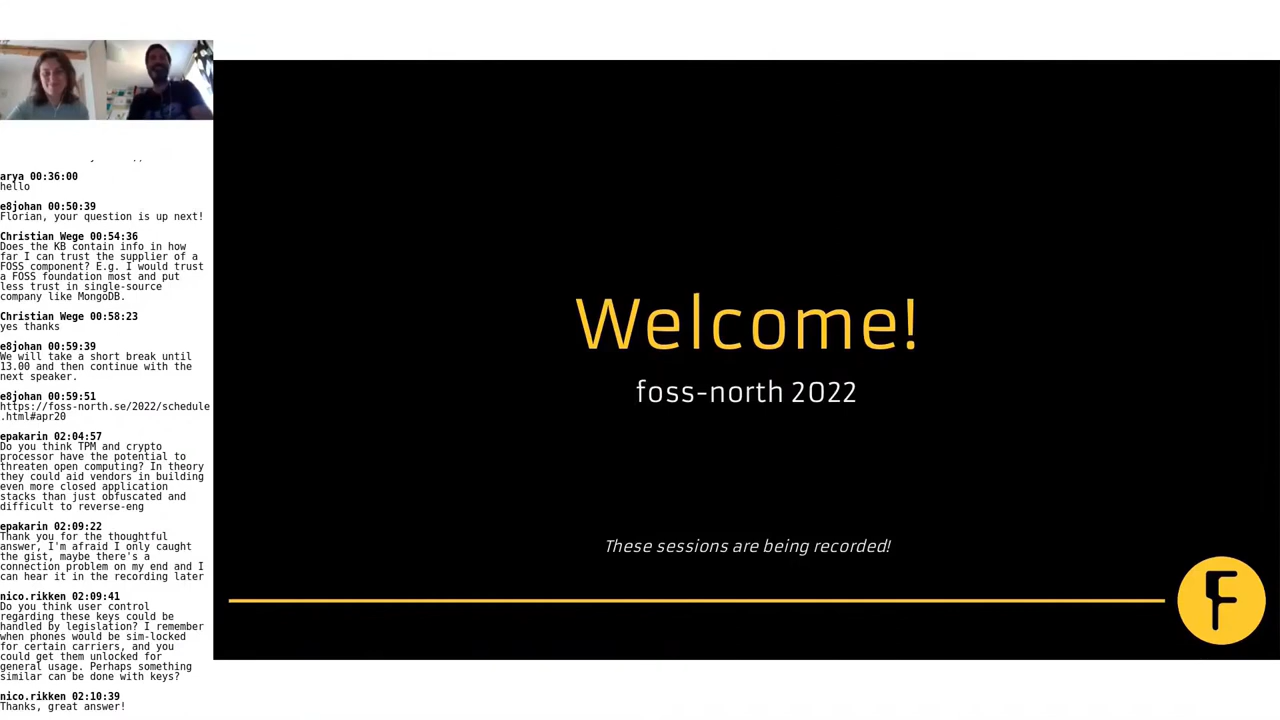 arya 00:36:00
hello
e8johan 00:50:39
Florian, your question is up next!
Christian Wege 00:54:36
Does the KB contain info in how
far I can trust the supplier of a
FOSS component? E.g. I would trust
a FOSS foundation most and put
less trust in single-source
company like MongoDB.
Christian Wege 00:58:23
yes thanks
e8johan 00:59:39
We will take a short break until
13.00 and then continue with the
next speaker.
e8johan 00:59:51
https://foss-north.se/2022/schedule
.html#apr20
epakarin 02:04:57
Do you think TPM and crypto
processor have the potential to
threaten open computing? In theory
they could aid vendors in building
even more closed application
stacks than just obfuscated and
difficult to reverse-eng
epakarin 02:09:22
Thank you for the thoughtful
answer, I'm afraid I only caught
the gist, maybe there's a
connection problem on my end and I
can hear it in the recording later
nico.rikken 02:09:41
Do you think user control
regarding these keys could be
handled by legislation? I remember
when phones would be sim-locked
for certain carriers, and you
could get them unlocked for
general usage. Perhaps something
similar can be done with keys?
nico.rikken 02:10:39
Thanks, great answer!
Welcome!
foss-north 2022
These sessions are being recorded!
F